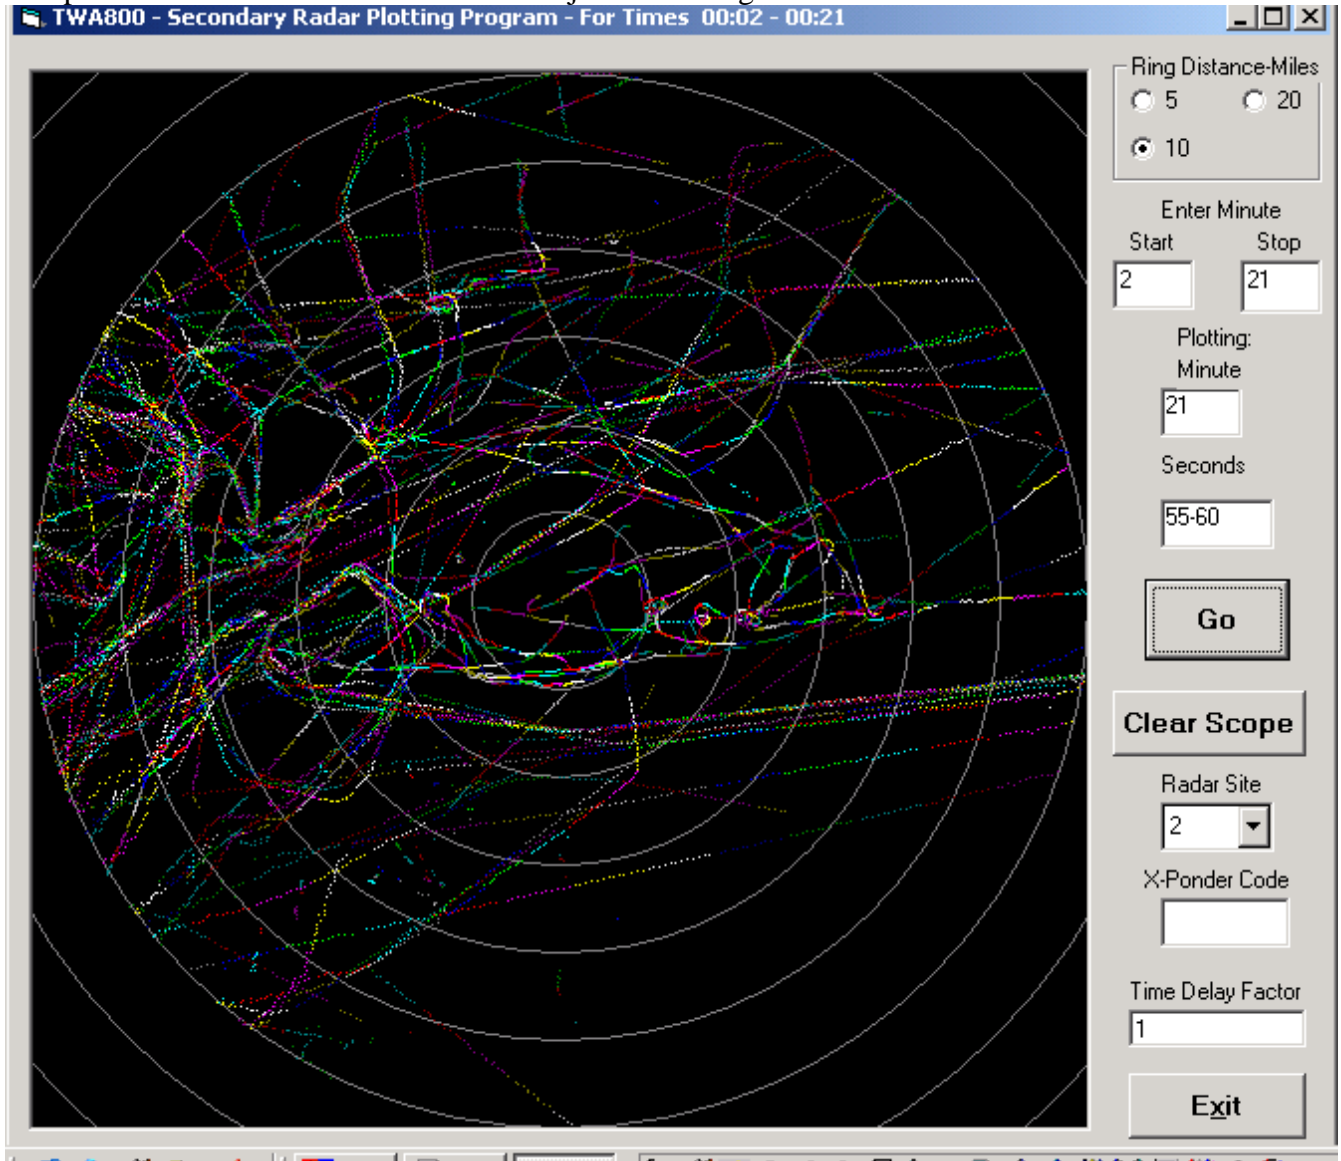 TWA800 - Secondary Radar Plotting Program - For Times 00:02 - 00:21
Ring Distance-Miles
5 20
10
Enter Minute
Start Stop
2 21
Plotting:
Minute
21
Seconds
55-60
Go
Clear Scope
Radar Site
2
X-Ponder Code
Time Delay Factor
1
Exit